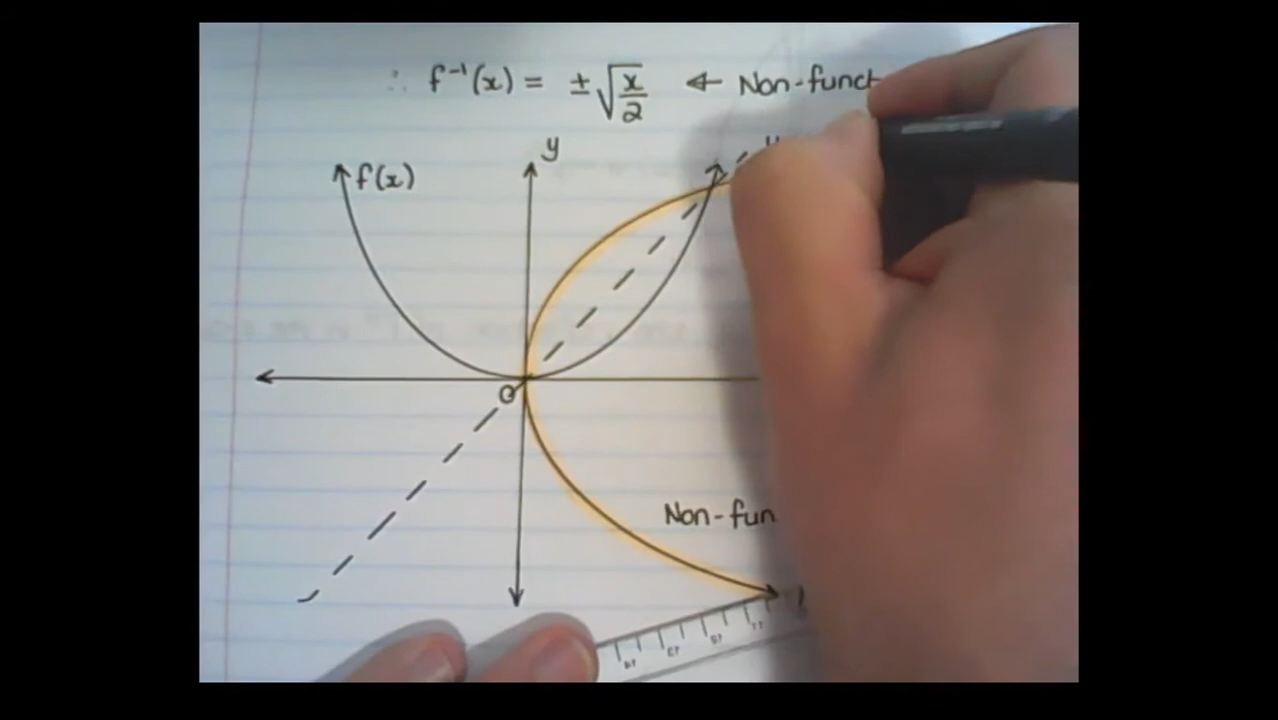 ∴ f⁻¹(x) = ±√(x/2) ← Non-funct
y
f(x)
O
Non-fun